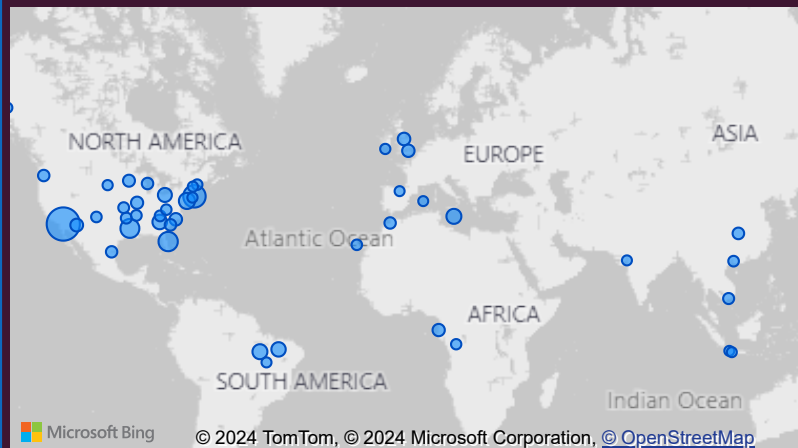 NORTH AMERICA
ASIA
EUROPE
Atlantic Ocean
AFRICA
SOUTH AMERICA
Indian Ocean
Microsoft Bing
© 2024 TomTom, © 2024 Microsoft Corporation, © OpenStreetMap